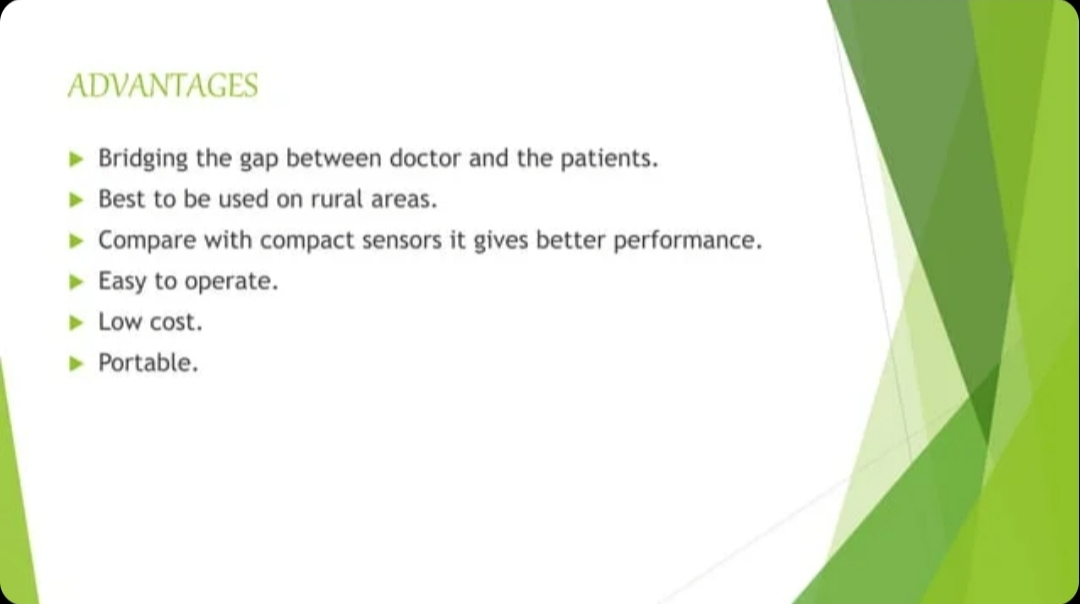 ADVANTAGES
Bridging the gap between doctor and the patients.
Best to be used on rural areas.
Compare with compact sensors it gives better performance.
Easy to operate.
Low cost.
Portable.